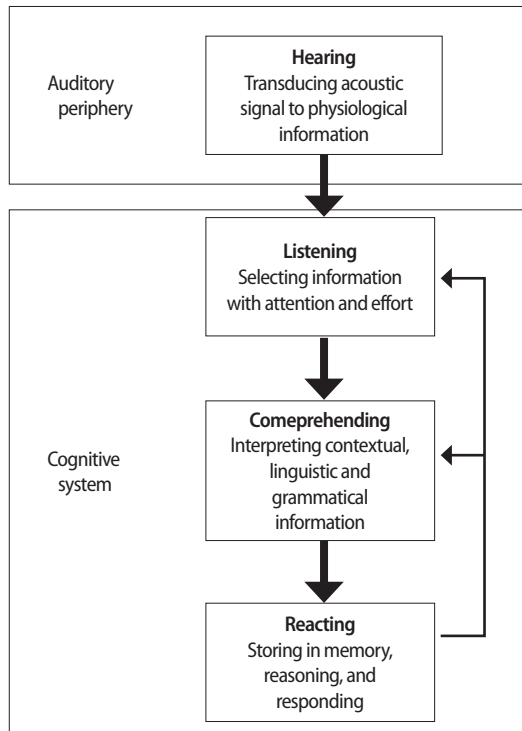 Auditory
periphery
Hearing
Transducing acoustic
signal to physiological
information
Cognitive
system
Listening
Selecting information
with attention and effort
Comeprehending
Interpreting contextual,
linguistic and
grammatical
information
Reacting
Storing in memory,
reasoning, and
responding